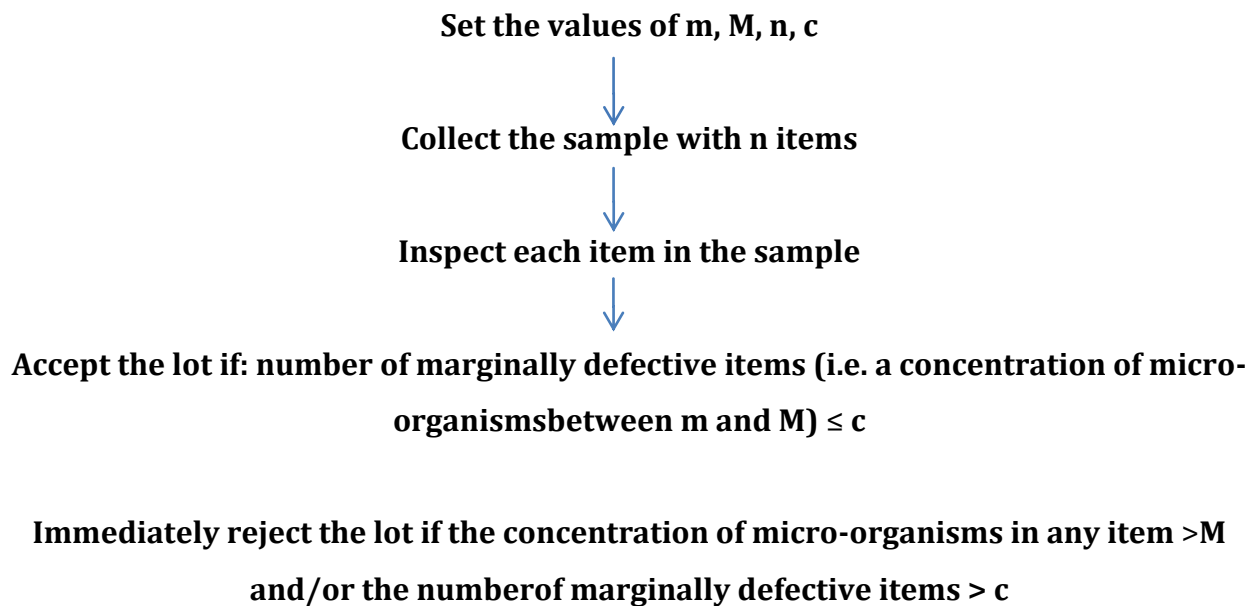 Set the values of m, M, n, c
Collect the sample with n items
Inspect each item in the sample
Accept the lot if: number of marginally defective items (i.e. a concentration of micro-
organismsbetween m and M) ≤ c
Immediately reject the lot if the concentration of micro-organisms in any item >M
and/or the numberof marginally defective items > c